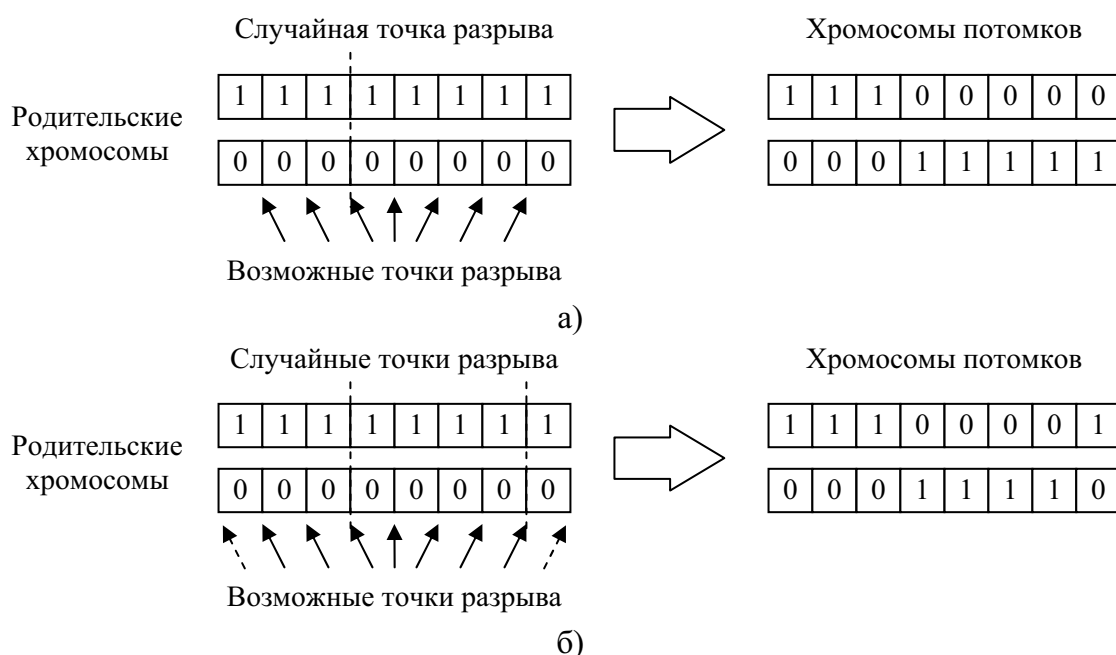 Случайная точка разрыва
Хромосомы потомков
Родительские
хромосомы
1 1 1 1 1 1 1 1
1 1 1 0 0 0 0 0
0 0 0 0 0 0 0 0
0 0 0 1 1 1 1 1
Возможные точки разрыва
а)
Случайные точки разрыва
Хромосомы потомков
Родительские
хромосомы
1 1 1 1 1 1 1 1
1 1 1 0 0 0 0 1
0 0 0 0 0 0 0 0
0 0 0 1 1 1 1 0
Возможные точки разрыва
б)